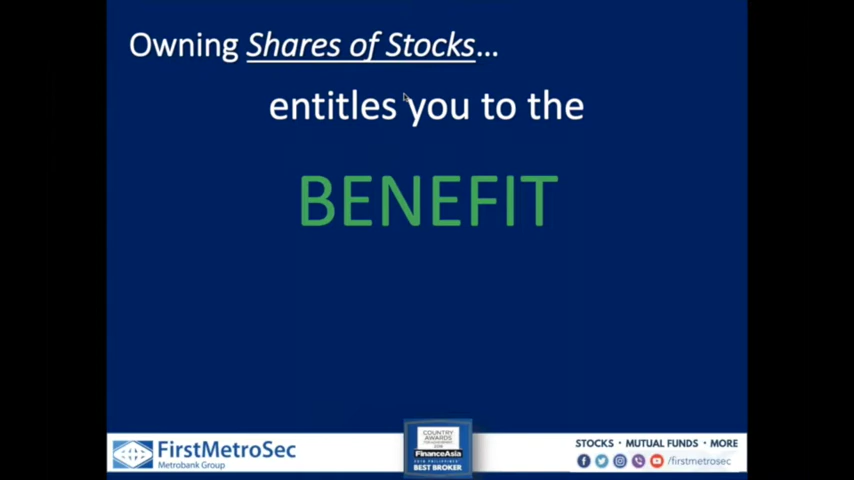 Owning Shares of Stocks...
entitles you to the
BENEFIT
FirstMetroSec
Metrobank Group
COUNTRY
AWARDS
FinanceAsia
BEST BROKER
STOCKS • MUTUAL FUNDS • MORE
/firstmetrosec